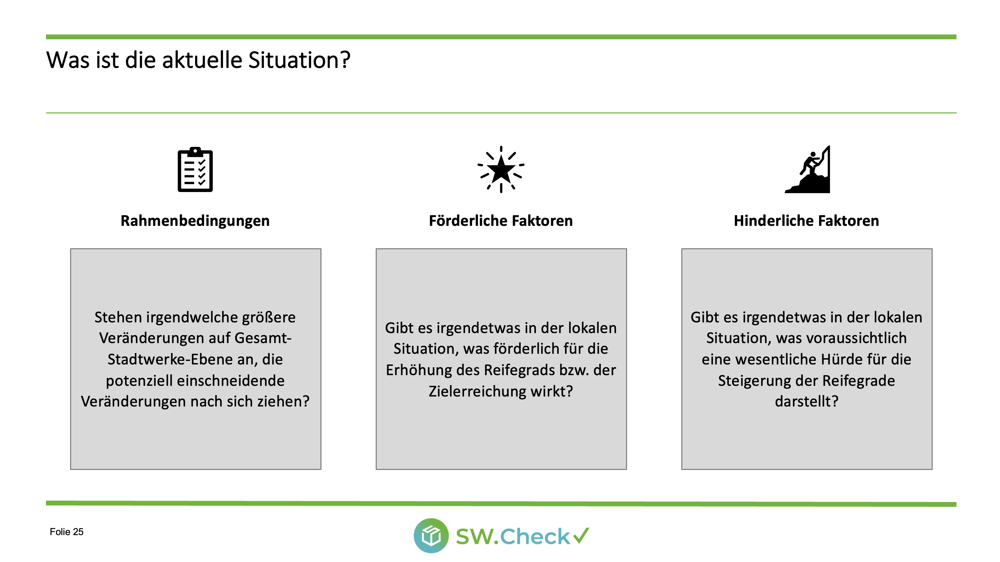 Was ist die aktuelle Situation?
Rahmenbedingungen
Stehen irgendwelche größere
Veränderungen auf Gesamt-
Stadtwerke-Ebene an, die
potenziell einschneidende
Veränderungen nach sich ziehen?
Förderliche Faktoren
Gibt es irgendetwas in der lokalen
Situation, was förderlich für die
Erhöhung des Reifegrads bzw. der
Zielerreichung wirkt?
Hinderliche Faktoren
Gibt es irgendetwas in der lokalen
Situation, was voraussichtlich
eine wesentliche Hürde für die
Steigerung der Reifegrade
darstellt?
Folie 25
SW.Check